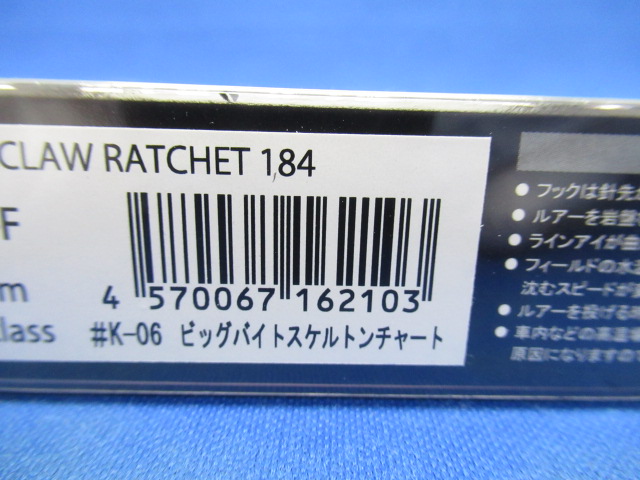 CLAW RATCHET 184
F
m
lass
4 570067 162103
#K-06 ビッグバイトスケルトンチャート
● フックは針先が
● ルアーを岩盤
● ラインアイが
● フィールドの水
沈むスピードが
● ルアーを投げる
● 車内などの高温
原因になりますの